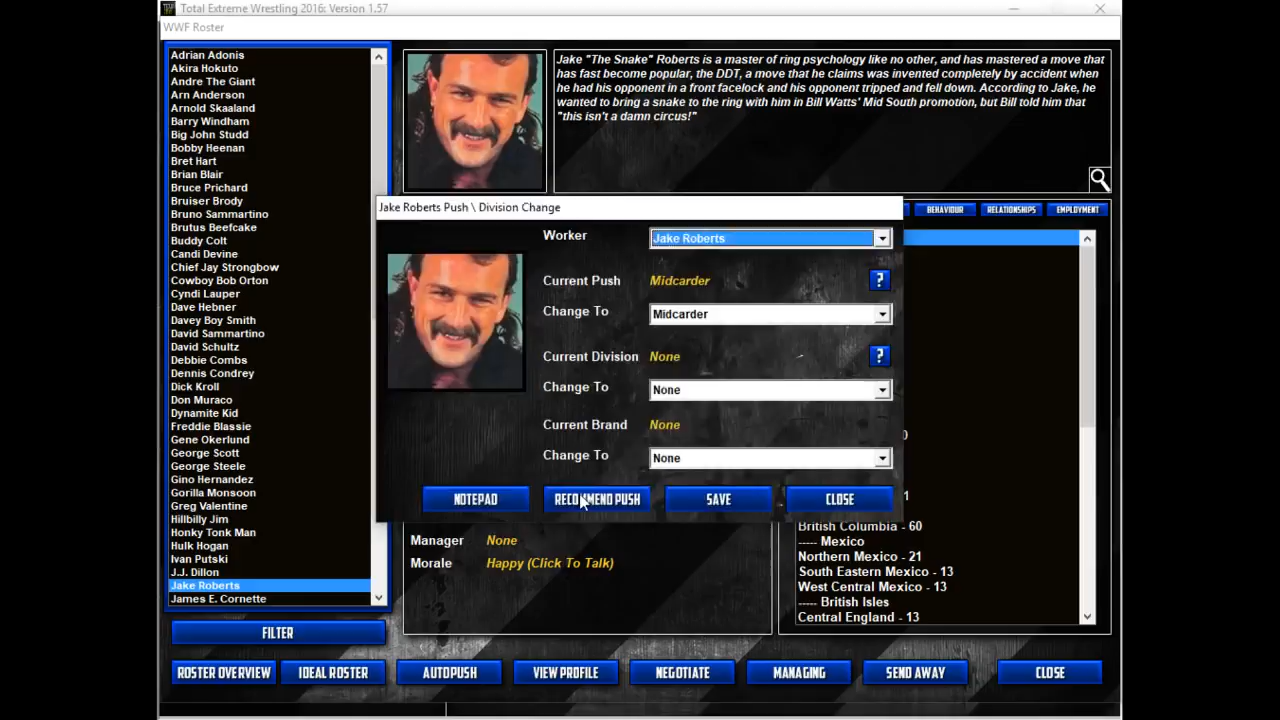 Total Extreme Wrestling 2016: Version 1.57
WWF Roster
Adrian Adonis
Akira Hokuto
Andre The Giant
Arn Anderson
Arnold Skaaland
Barry Windham
Big John Studd
Bobby Heenan
Bret Hart
Brian Blair
Bruce Prichard
Bruiser Brody
Bruno Sammartino
Brutus Beefcake
Buddy Colt
Candi Devine
Chief Jay Strongbow
Cowboy Bob Orton
Cyndi Lauper
Dave Hebner
Davey Boy Smith
David Sammartino
David Schultz
Debbie Combs
Dennis Condrey
Dick Kroll
Don Muraco
Dynamite Kid
Freddie Blassie
Gene Okerlund
George Scott
George Steele
Gino Hernandez
Gorilla Monsoon
Greg Valentine
Hillbilly Jim
Honky Tonk Man
Hulk Hogan
Ivan Putski
J.J. Dillon
Jake Roberts
James E. Cornette
Jake "The Snake" Roberts is a master of ring psychology like no other, and has mastered a move that
has fast become popular, the DDT, a move that he claims was invented completely by accident when
he had his opponent in a front facelock and his opponent tripped and fell down. According to Jake, he
wanted to bring a snake to the ring with him in Bill Watts' Mid South promotion, but Bill told him that
"this isn't a damn circus!"
BEHAVIOUR RELATIONSHIPS EMPLOYMENT
Jake Roberts Push \ Division Change
Worker Jake Roberts
Current Push Midcarder ?
Change To Midcarder
Current Division None ?
Change To None
Current Brand None
Change To None
NOTEPAD RECOMMEND PUSH SAVE CLOSE
Manager None
Morale Happy (Click To Talk)
0
1
British Columbia - 60
----- Mexico
Northern Mexico - 21
South Eastern Mexico - 13
West Central Mexico - 13
----- British Isles
Central England - 13
FILTER
ROSTER OVERVIEW IDEAL ROSTER AUTOPUSH VIEW PROFILE NEGOTIATE MANAGING SEND AWAY CLOSE